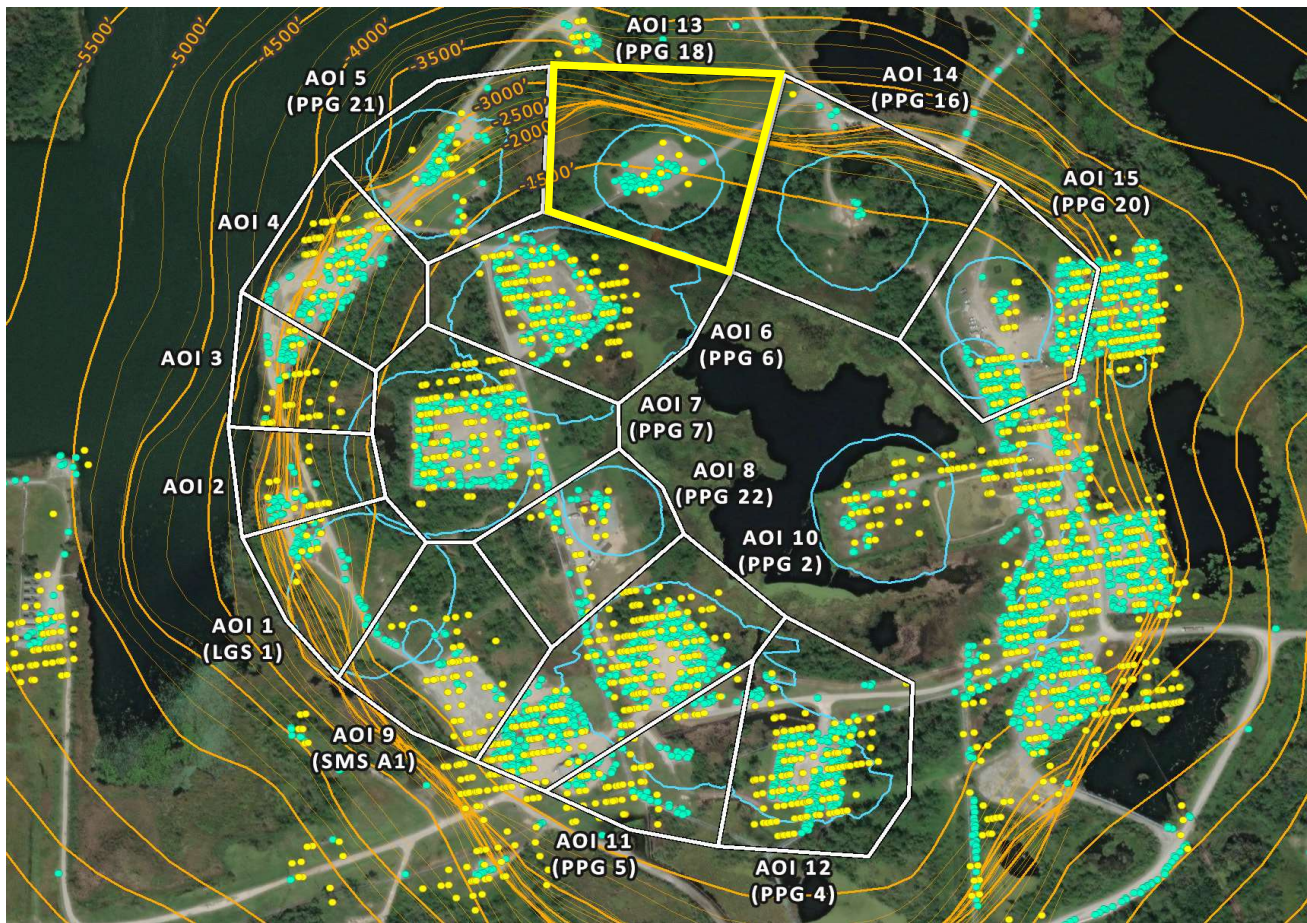 -5500'
-5000'
-4500'
-4000'
-3500'
AOI 13
(PPG 18)
AOI 5
(PPG 21)
AOI 14
(PPG 16)
-3000'
-2500'
-2000'
-1500'
AOI 15
(PPG 20)
AOI 4
AOI 3
AOI 6
(PPG 6)
AOI 7
(PPG 7)
AOI 2
AOI 8
(PPG 22)
AOI 10
(PPG 2)
AOI 1
(LGS 1)
AOI 9
(SMS A1)
AOI 11
(PPG 5)
AOI 12
(PPG 4)